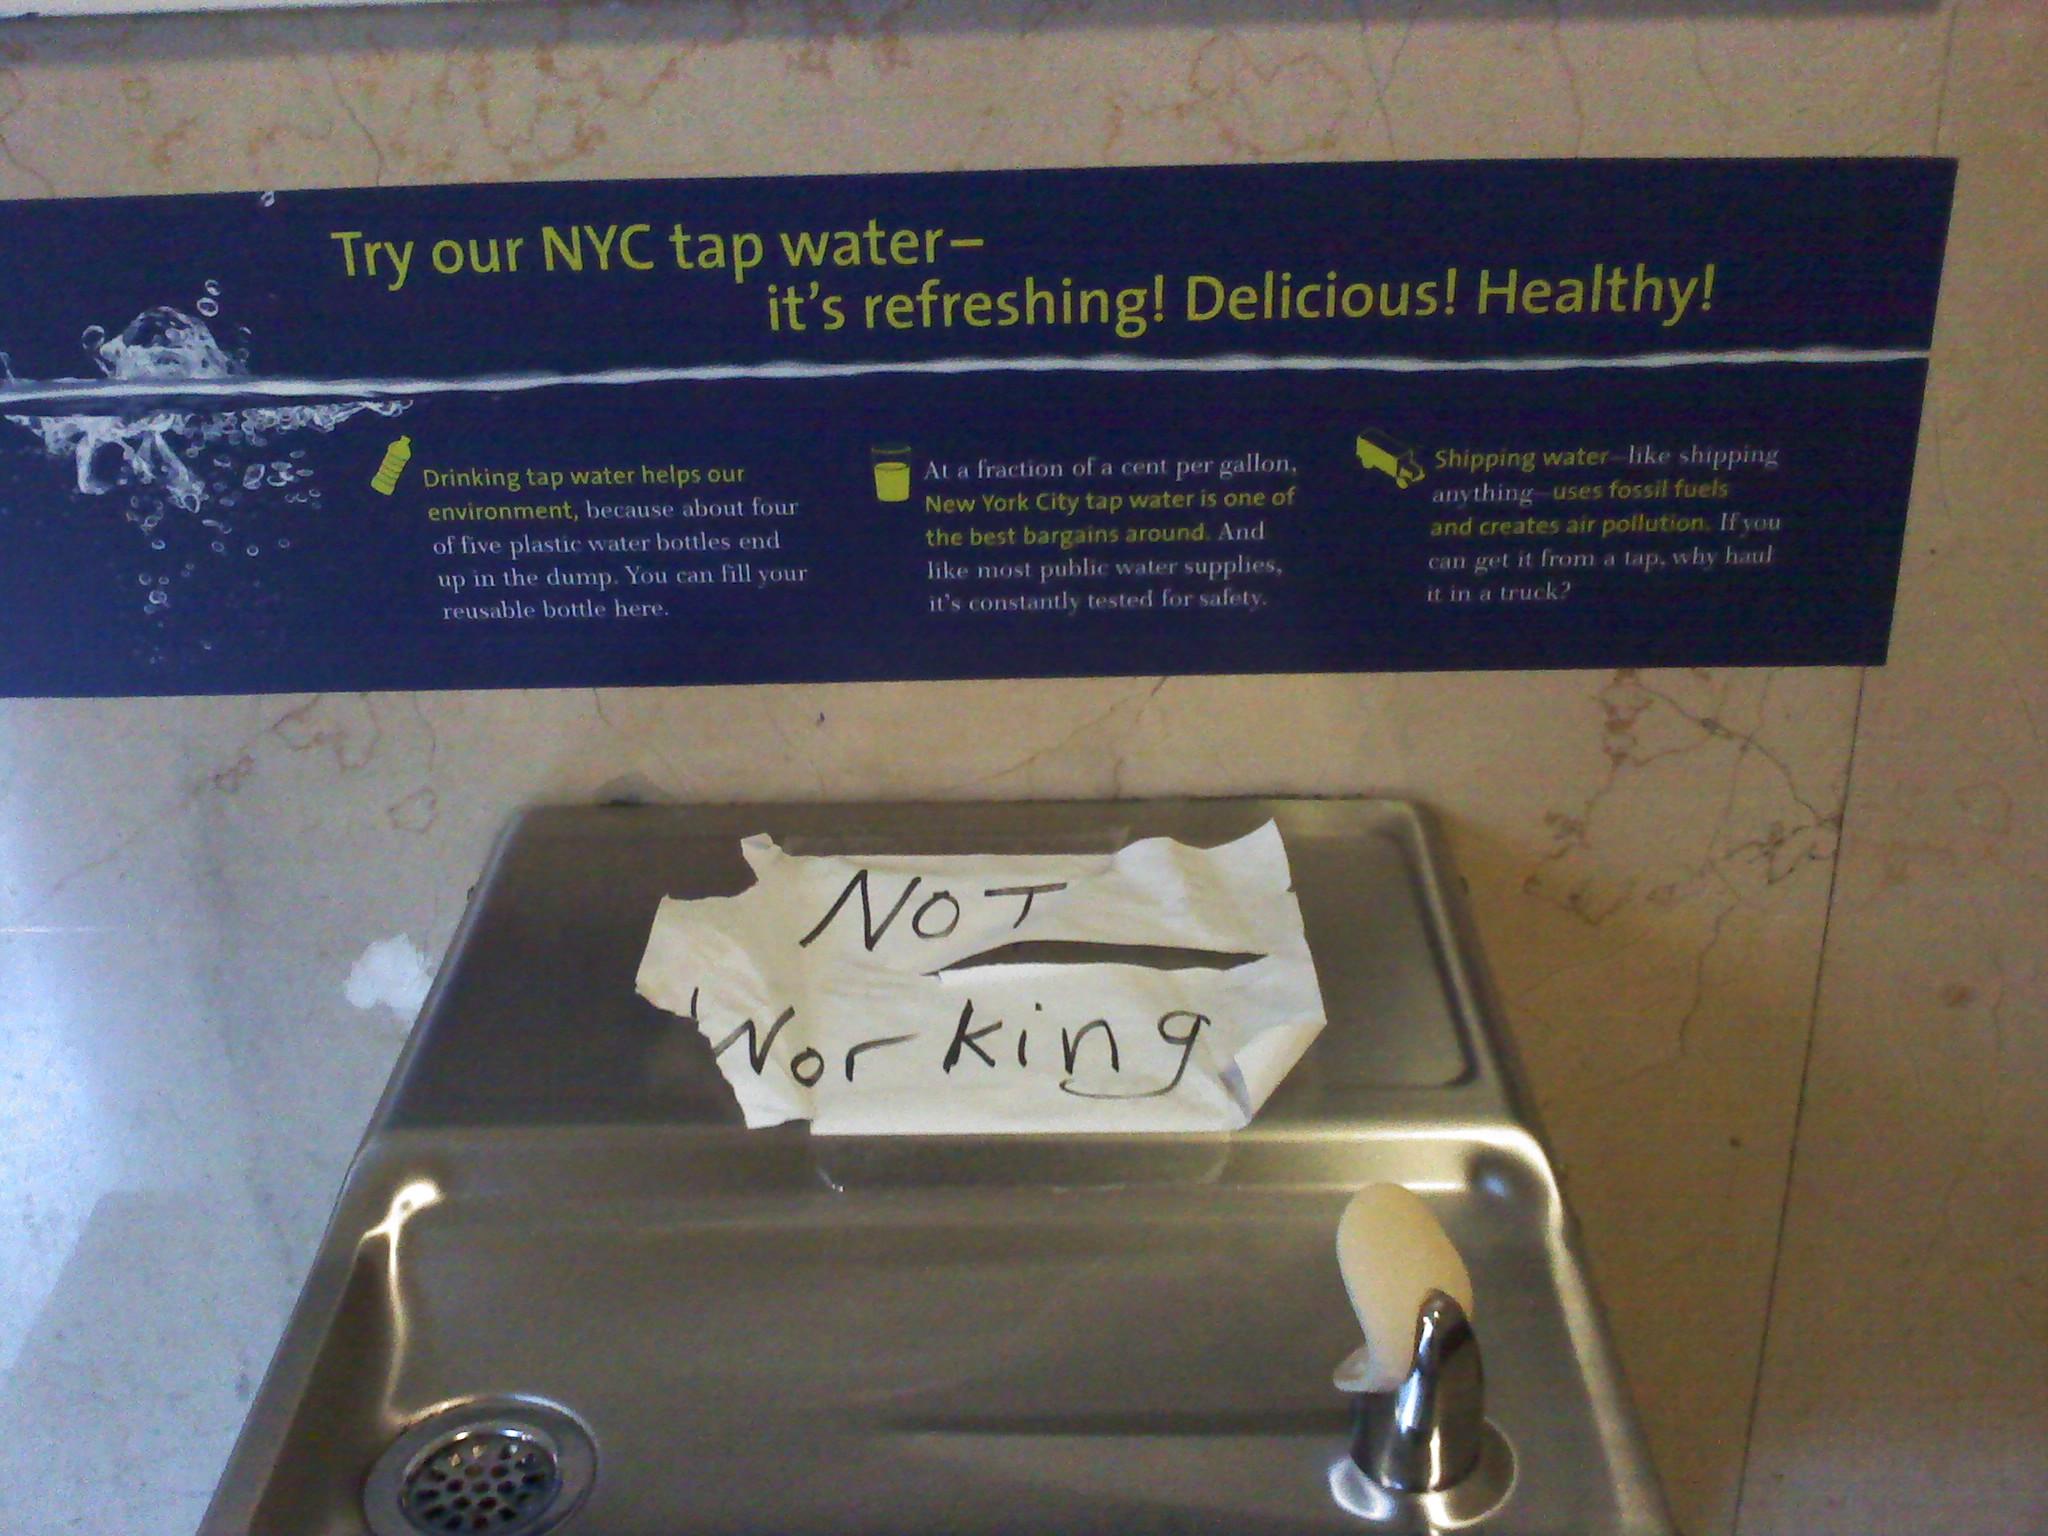 Try our NYC tap water–
it's refreshing! Delicious! Healthy!
Drinking tap water helps our
environment, because about four
of five plastic water bottles end
up in the dump. You can fill your
reusable bottle here.
At a fraction of a cent per gallon,
New York City tap water is one of
the best bargains around. And
like most public water supplies,
it's constantly tested for safety.
Shipping water—like shipping
anything—uses fossil fuels
and creates air pollution. If you
can get it from a tap, why haul
it in a truck?
NOT
Working